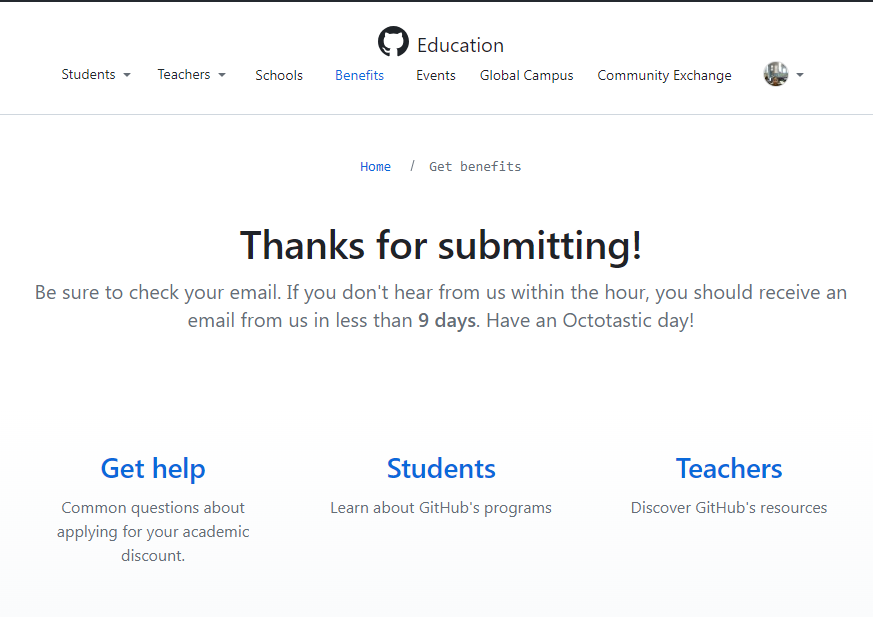 Education
Students Teachers Schools Benefits Events Global Campus Community Exchange
Home / Get benefits
Thanks for submitting!
Be sure to check your email. If you don't hear from us within the hour, you should receive an
email from us in less than 9 days. Have an Octotastic day!
Get help Students Teachers
Common questions about Learn about GitHub's programs Discover GitHub's resources
applying for your academic
discount.